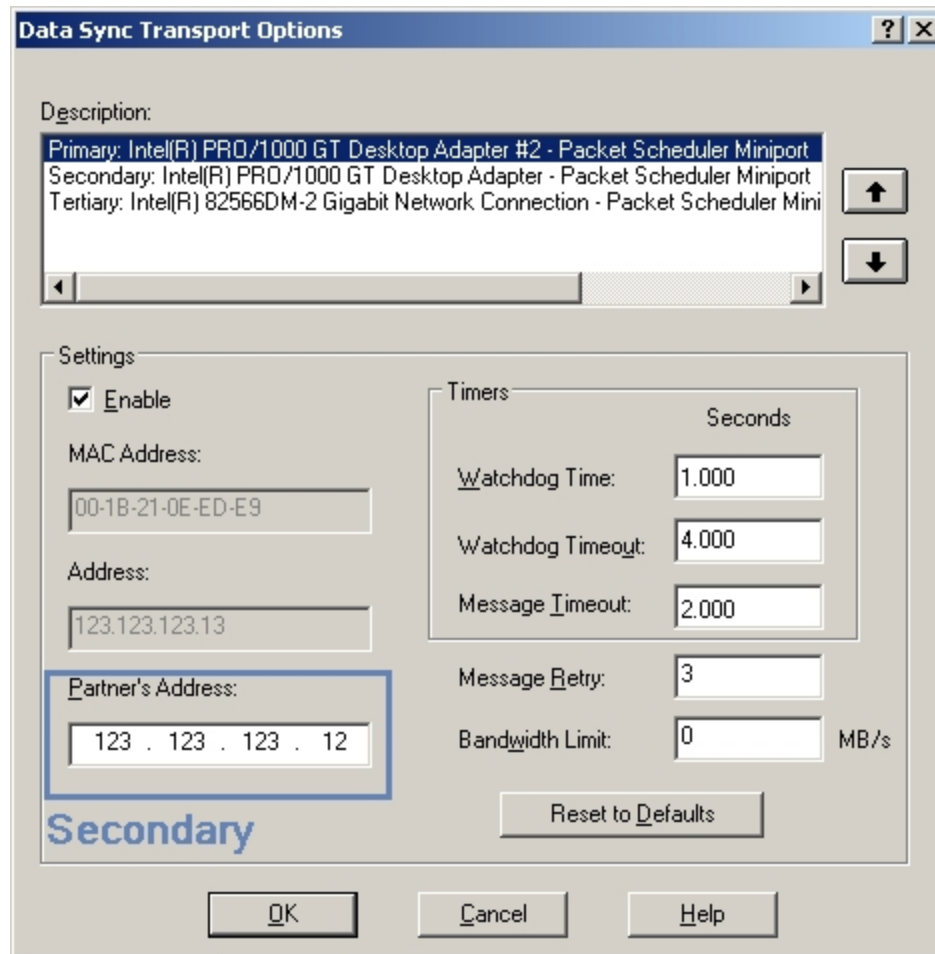 Data Sync Transport Options
Description:
Primary: Intel(R) PRO/1000 GT Desktop Adapter #2 - Packet Scheduler Miniport
Secondary: Intel(R) PRO/1000 GT Desktop Adapter - Packet Scheduler Miniport
Tertiary: Intel(R) 82566DM-2 Gigabit Network Connection - Packet Scheduler Mini
Settings
Enable
MAC Address:
00-1B-21-0E-ED-E9
Address:
123.123.123.13
Partner's Address:
123 . 123 . 123 . 12
Secondary
Timers
Seconds
Watchdog Time: 1.000
Watchdog Timeout: 4.000
Message Timeout: 2.000
Message Retry: 3
Bandwidth Limit: 0 MB/s
Reset to Defaults
OK Cancel Help